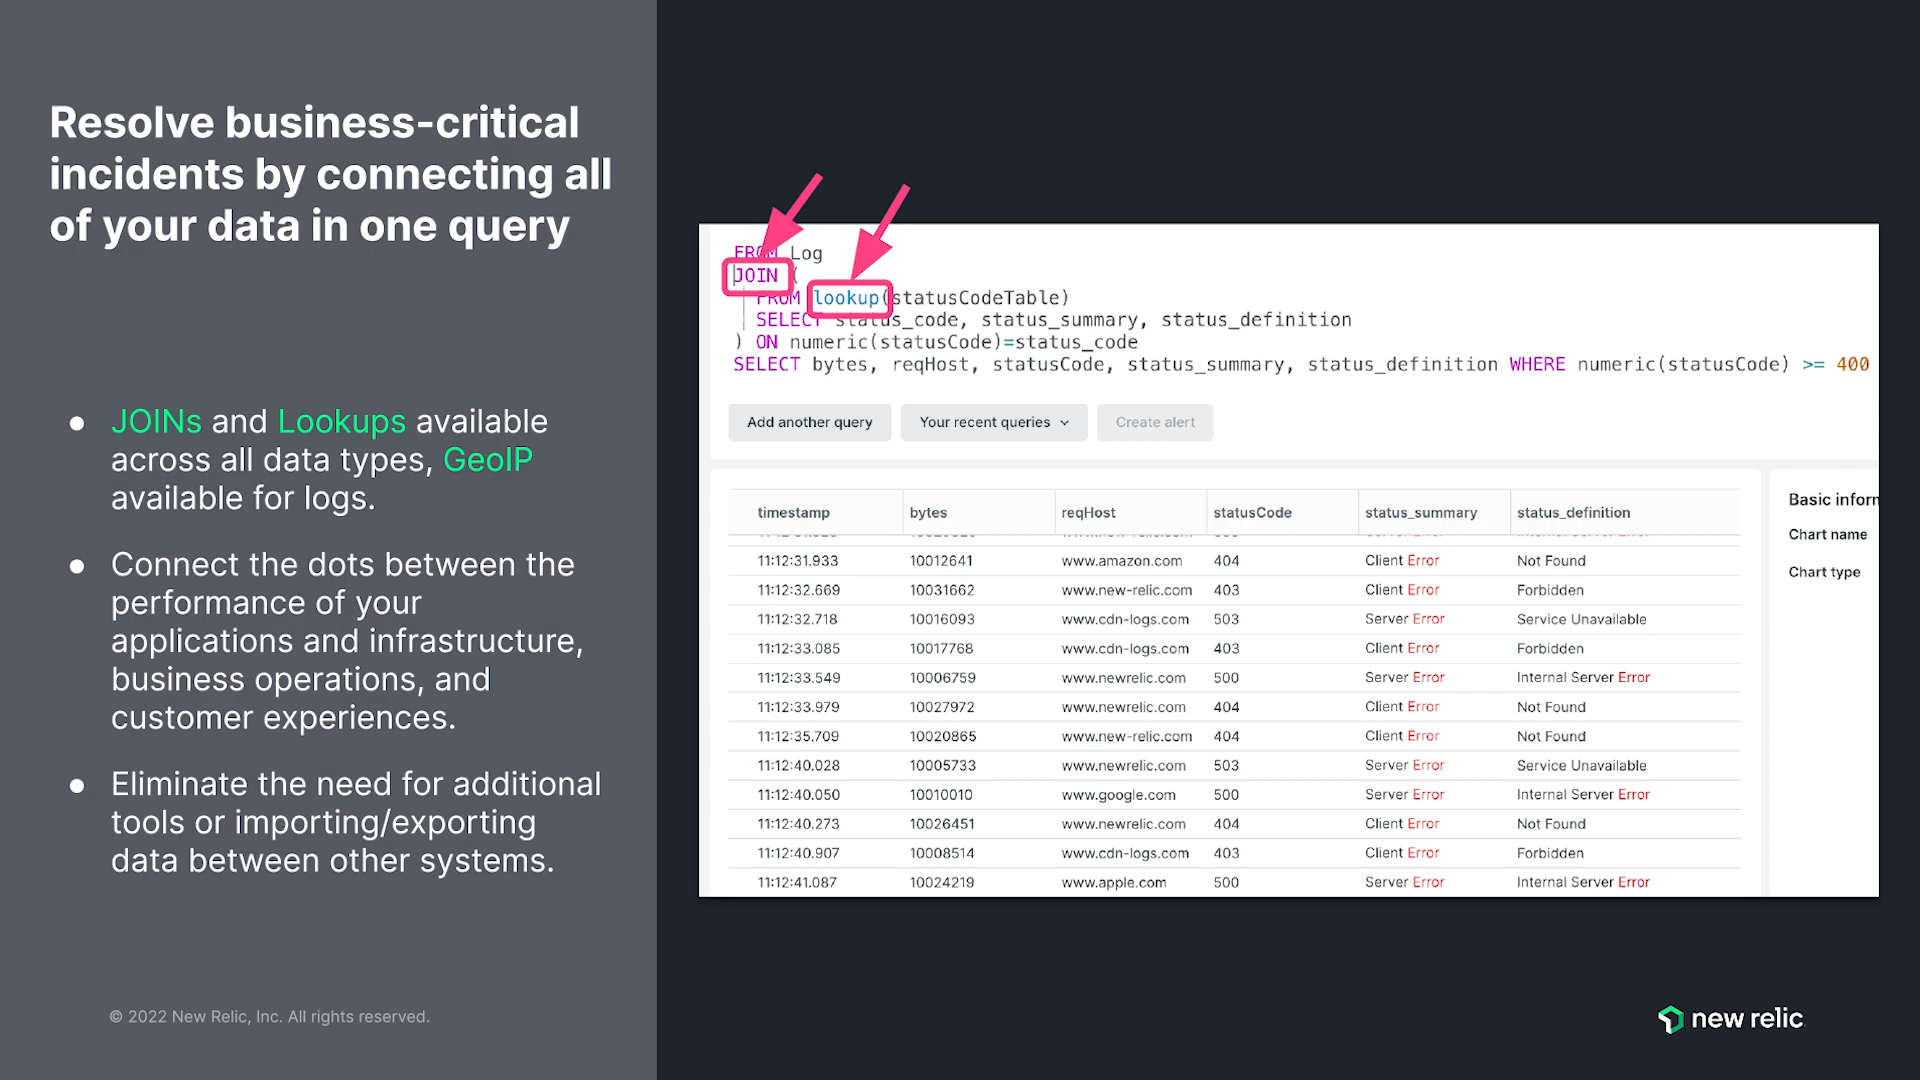 Resolve business-critical
incidents by connecting all
of your data in one query
● JOINs and Lookups available
across all data types, GeoIP
available for logs.
● Connect the dots between the
performance of your
applications and infrastructure,
business operations, and
customer experiences.
● Eliminate the need for additional
tools or importing/exporting
data between other systems.
© 2022 New Relic, Inc. All rights reserved.
FROM Log
JOIN (
FROM lookup(statusCodeTable)
SELECT status_code, status_summary, status_definition
) ON numeric(statusCode)=status_code
SELECT bytes, reqHost, statusCode, status_summary, status_definition WHERE numeric(statusCode) >= 400
Add another query Your recent queries Create alert
timestamp bytes reqHost statusCode status_summary status_definition
11:12:31.933 10012641 www.amazon.com 404 Client Error Not Found
11:12:32.669 10031662 www.new-relic.com 403 Client Error Forbidden
11:12:32.718 10016093 www.cdn-logs.com 503 Server Error Service Unavailable
11:12:33.085 10017768 www.cdn-logs.com 403 Client Error Forbidden
11:12:33.549 10006759 www.newrelic.com 500 Server Error Internal Server Error
11:12:33.979 10027972 www.newrelic.com 404 Client Error Not Found
11:12:35.709 10020865 www.new-relic.com 404 Client Error Not Found
11:12:40.028 10005733 www.newrelic.com 503 Server Error Service Unavailable
11:12:40.050 10010010 www.google.com 500 Server Error Internal Server Error
11:12:40.273 10026451 www.newrelic.com 404 Client Error Not Found
11:12:40.907 10008514 www.cdn-logs.com 403 Client Error Forbidden
11:12:41.087 10024219 www.apple.com 500 Server Error Internal Server Error
Basic inforn
Chart name
Chart type
new relic